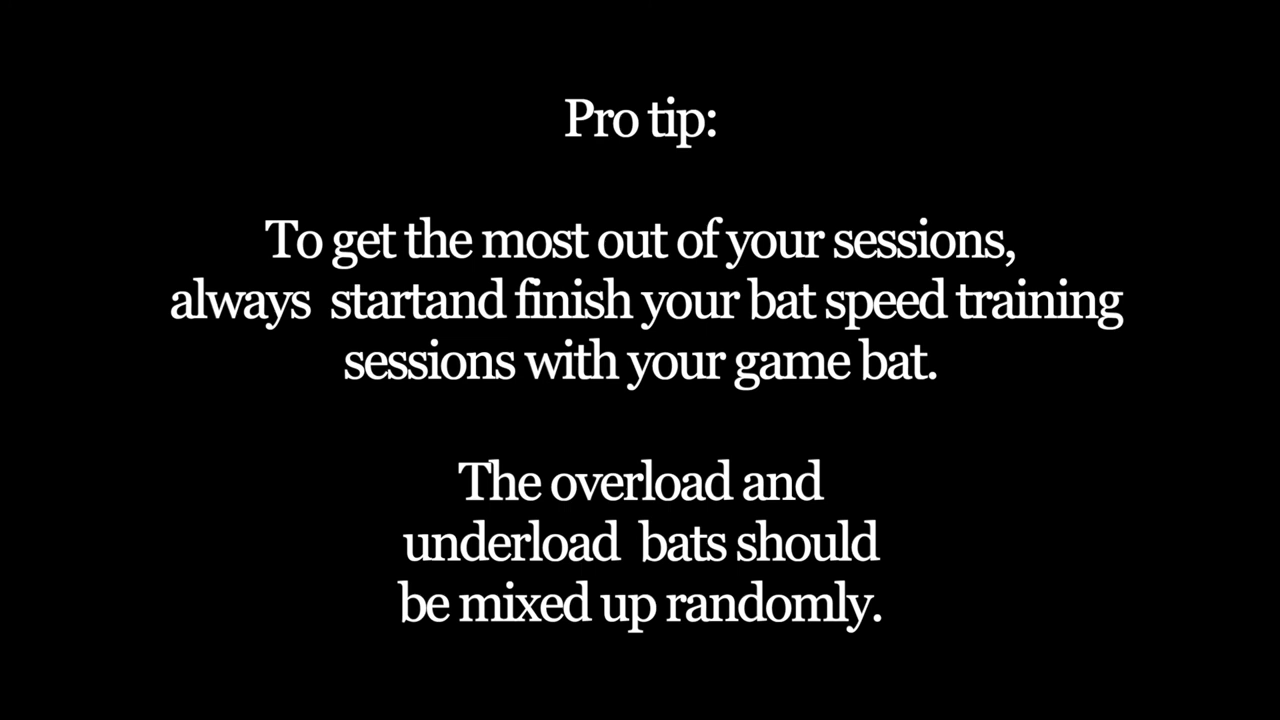 Pro tip:
To get the most out of your sessions,
always  startand finish your bat speed training
sessions with your game bat.
The overload and
underload  bats should
be mixed up randomly.